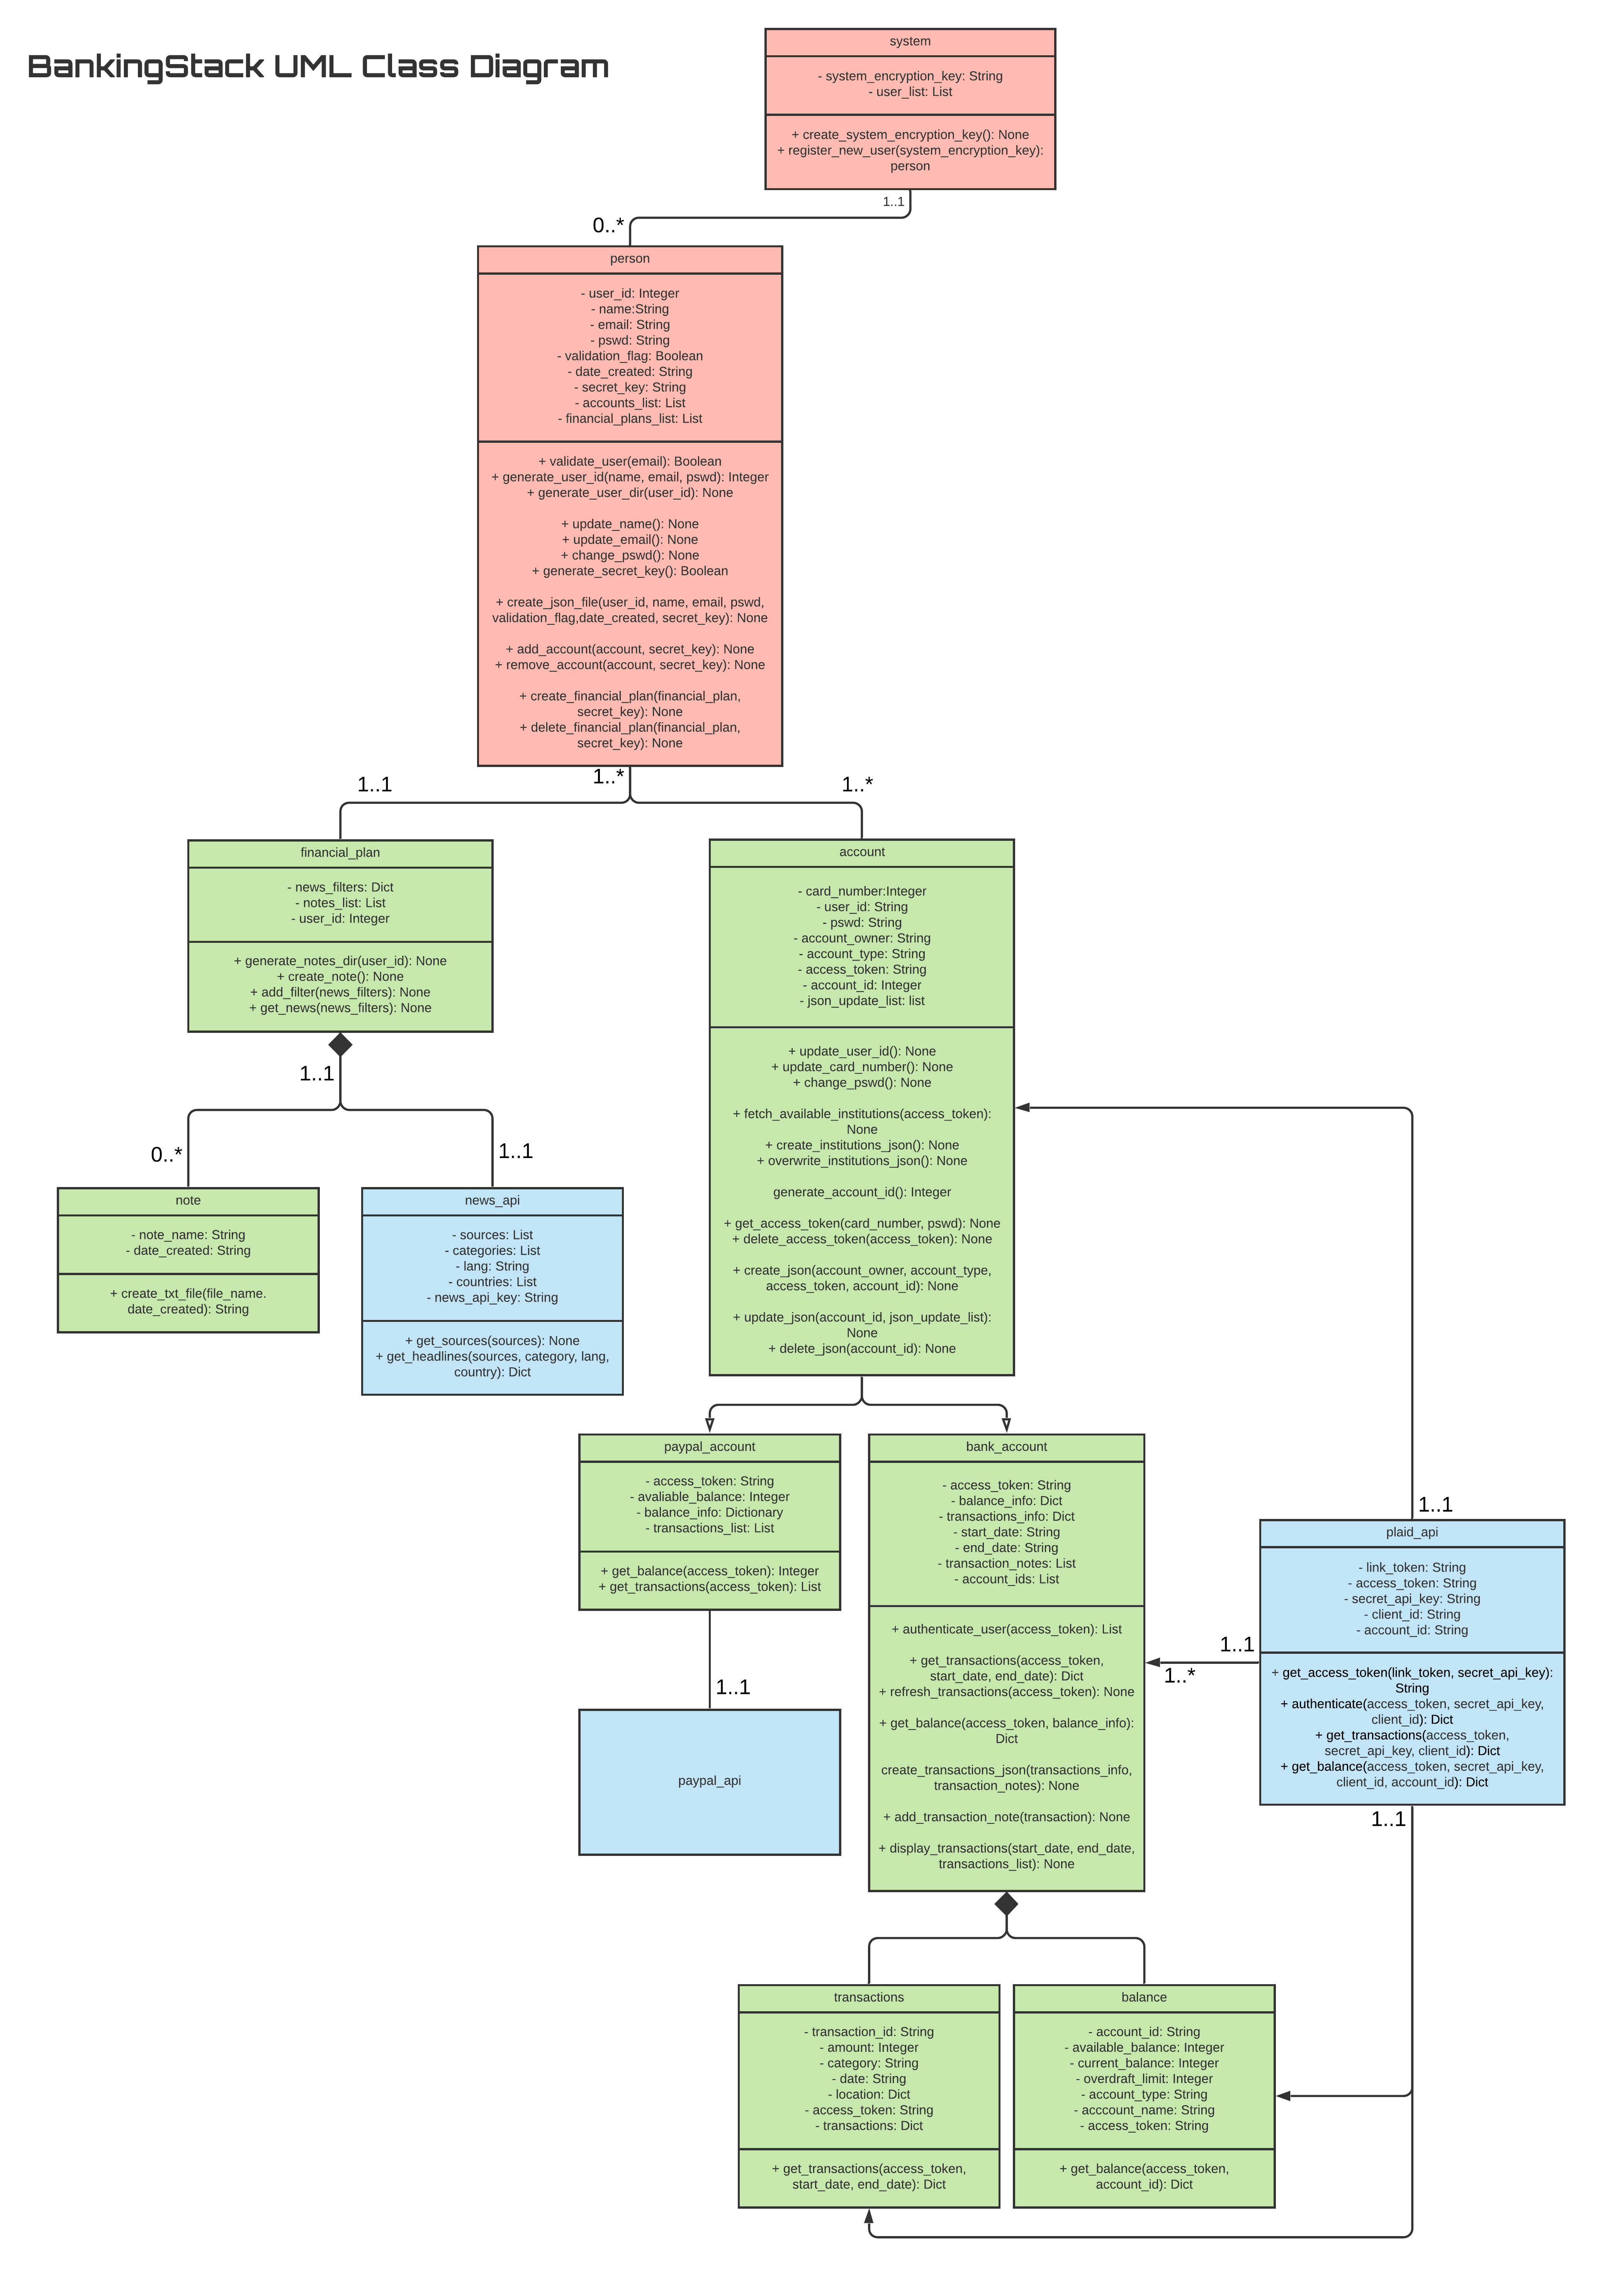 BankingStack UML Class Diagram
system
- system_encryption_key: String
- user_list: List
+ create_system_encryption_key(): None
+ register_new_user(system_encryption_key):
person
1..1
0..*
person
- user_id: Integer
- name:String
- email: String
- pswd: String
- validation_flag: Boolean
- date_created: String
- secret_key: String
- accounts_list: List
- financial_plans_list: List
+ validate_user(email): Boolean
+ generate_user_id(name, email, pswd): Integer
+ generate_user_dir(user_id): None
+ update_name(): None
+ update_email(): None
+ change_pswd(): None
+ generate_secret_key(): Boolean
+ create_json_file(user_id, name, email, pswd,
validation_flag,date_created, secret_key): None
+ add_account(account, secret_key): None
+ remove_account(account, secret_key): None
+ create_financial_plan(financial_plan,
secret_key): None
+ delete_financial_plan(financial_plan,
secret_key): None
1..1
1..*
1..*
financial_plan
- news_filters: Dict
- notes_list: List
- user_id: Integer
+ generate_notes_dir(user_id): None
+ create_note(): None
+ add_filter(news_filters): None
+ get_news(news_filters): None
1..1
0..*
1..1
note
- note_name: String
- date_created: String
+ create_txt_file(file_name.
date_created): String
news_api
- sources: List
- categories: List
- lang: String
- countries: List
- news_api_key: String
+ get_sources(sources): None
+ get_headlines(sources, category, lang,
country): Dict
account
- card_number:Integer
- user_id: String
- pswd: String
- account_owner: String
- account_type: String
- access_token: String
- account_id: Integer
- json_update_list: list
+ update_user_id(): None
+ update_card_number(): None
+ change_pswd(): None
+ fetch_available_institutions(access_token):
None
+ create_institutions_json(): None
+ overwrite_institutions_json(): None
generate_account_id(): Integer
+ get_access_token(card_number, pswd): None
+ delete_access_token(access_token): None
+ create_json(account_owner, account_type,
access_token, account_id): None
+ update_json(account_id, json_update_list):
None
+ delete_json(account_id): None
paypal_account
- access_token: String
- avaliable_balance: Integer
- balance_info: Dictionary
- transactions_list: List
+ get_balance(access_token): Integer
+ get_transactions(access_token): List
1..1
paypal_api
bank_account
- access_token: String
- balance_info: Dict
- transactions_info: Dict
- start_date: String
- end_date: String
- transaction_notes: List
- account_ids: List
+ authenticate_user(access_token): List
+ get_transactions(access_token,
start_date, end_date): Dict
+ refresh_transactions(access_token): None
+ get_balance(access_token, balance_info):
Dict
create_transactions_json(transactions_info,
transaction_notes): None
+ add_transaction_note(transaction): None
+ display_transactions(start_date, end_date,
transactions_list): None
1..1
1..1
1..*
plaid_api
- link_token: String
- access_token: String
- secret_api_key: String
- client_id: String
- account_id: String
+ get_access_token(link_token, secret_api_key):
String
+ authenticate(access_token, secret_api_key,
client_id): Dict
+ get_transactions(access_token,
secret_api_key, client_id): Dict
+ get_balance(access_token, secret_api_key,
client_id, account_id): Dict
1..1
transactions
- transaction_id: String
- amount: Integer
- category: String
- date: String
- location: Dict
- access_token: String
- transactions: Dict
+ get_transactions(access_token,
start_date, end_date): Dict
balance
- account_id: String
- available_balance: Integer
- current_balance: Integer
- overdraft_limit: Integer
- account_type: String
- acccount_name: String
- access_token: String
+ get_balance(access_token,
account_id): Dict